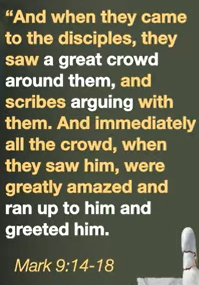 “And when they came
to the disciples, they
saw a great crowd
around them, and
scribes arguing with
them. And immediately
all the crowd, when
they saw him, were
greatly amazed and
ran up to him and
greeted him.
Mark 9:14-18